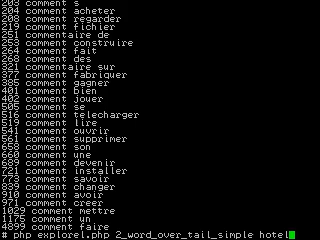 203 comment s
204 comment acheter
208 comment regarder
219 comment fichier
251 commentaire de
253 comment construire
264 comment fait
268 comment des
321 commentaire sur
377 comment fabriquer
385 comment gagner
401 comment bien
402 comment jouer
505 comment se
516 comment telecharger
519 comment lire
541 comment ouvrir
561 comment supprimer
658 comment son
660 comment une
689 comment devenir
721 comment installer
773 comment savoir
839 comment changer
910 comment avoir
971 comment creer
1029 comment mettre
1175 comment un
4899 comment faire
# php explorel.php 2_word_over_tail_simple hotel